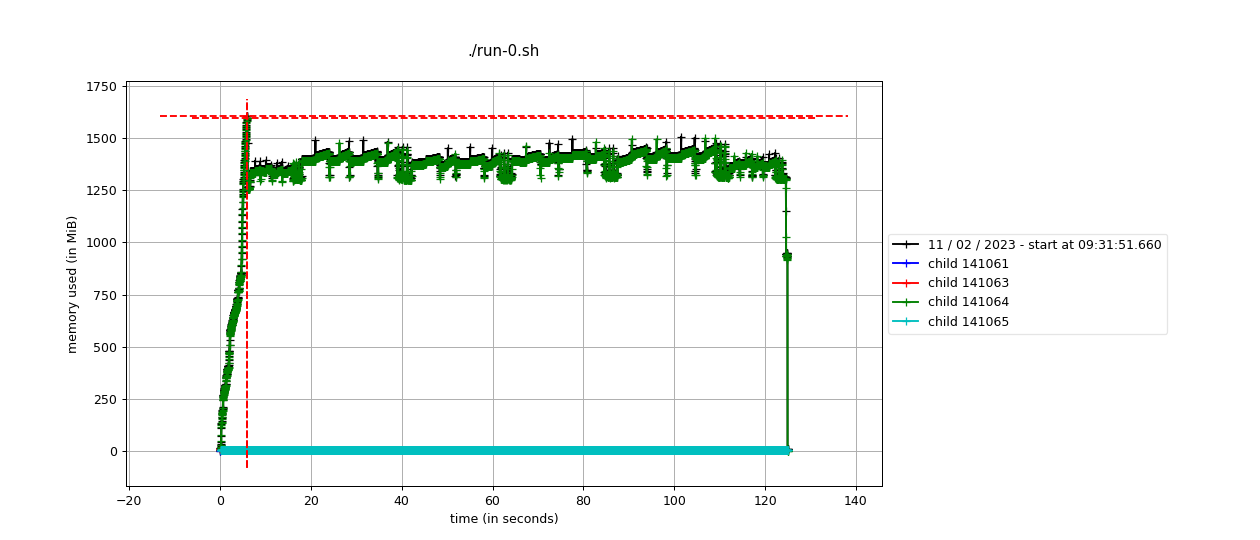 ./run-0.sh
1750
1500
1250
1000
750
500
250
0
memory used (in MiB)
−20
0
20
40
60
80
100
120
140
time (in seconds)
11 / 02 / 2023 - start at 09:31:51.660
child 141061
child 141063
child 141064
child 141065